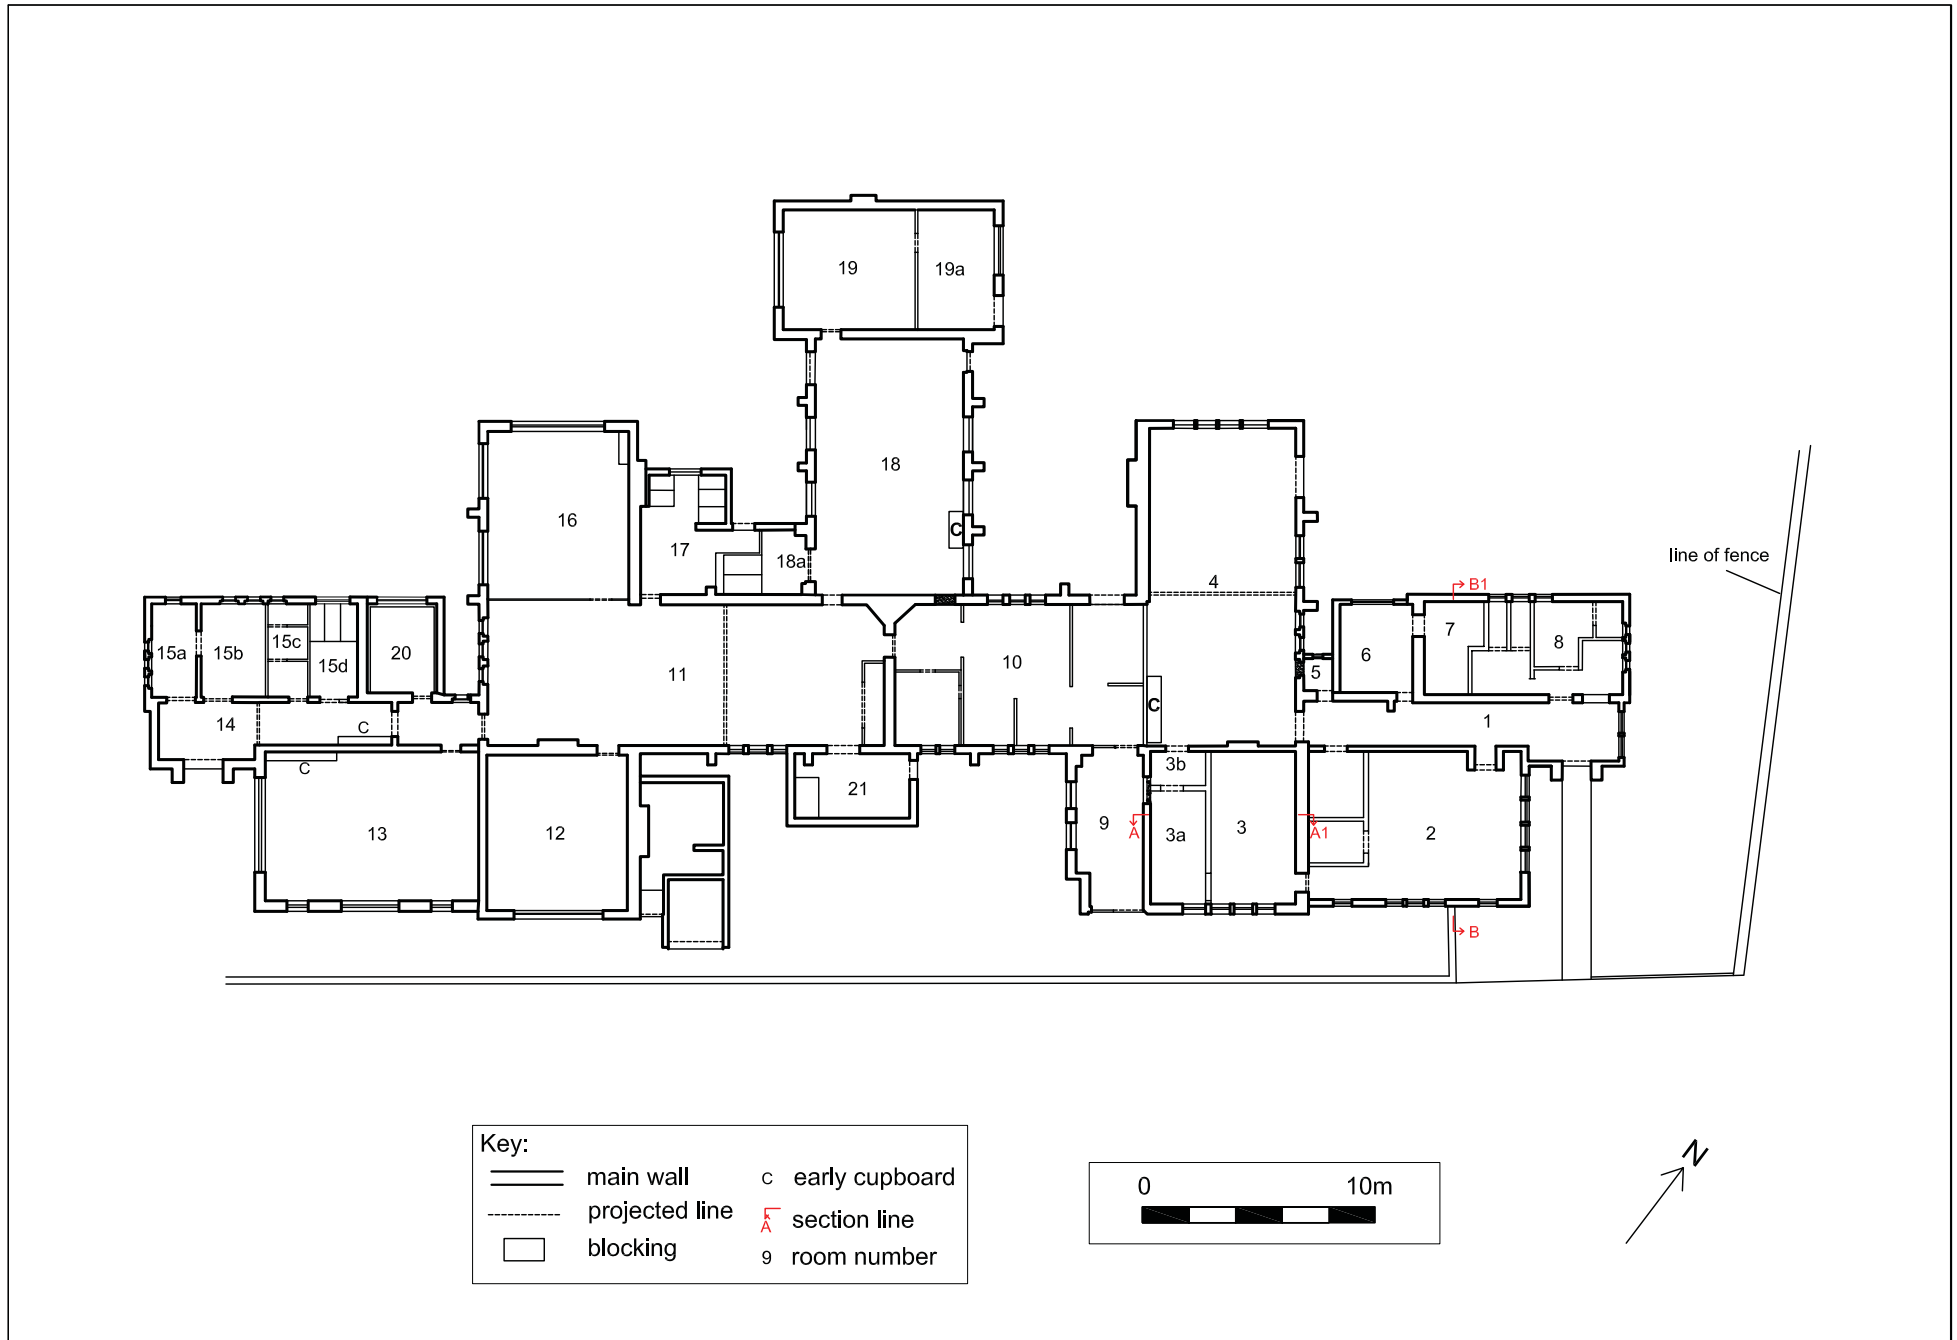 19
19a
18
C
16
17
18a
4
line of fence
B1
15a
15b
15c
15d
20
11
10
5
6
7
8
14
C
C
C
1
3b
21
9
A
3a
3
A1
2
13
12
B
Key:
main wall
C early cupboard
projected line
A section line
blocking
9 room number
0 10m
N